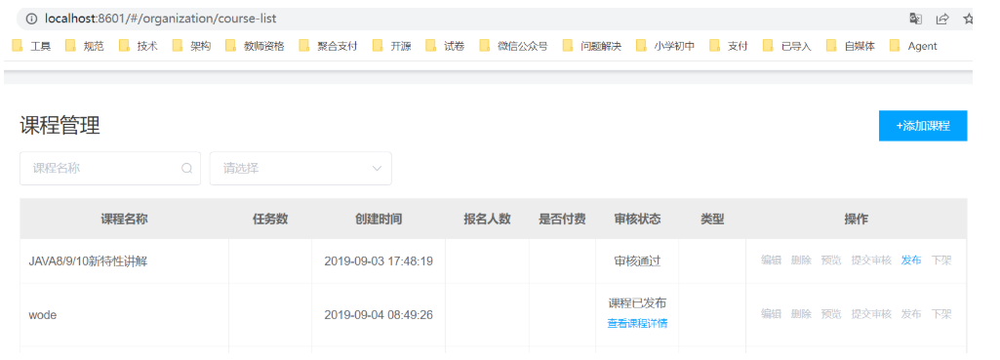 localhost:8601/#/organization/course-list
工具 规范 技术 架构 教师资格 聚合支付 开源 试卷 微信公众号 问题解决 小学初中 支付 已导入 自媒体 Agent
课程管理
+添加课程
课程名称 请选择
课程名称 任务数 创建时间 报名人数 是否付费 审核状态 类型 操作
JAVA8/9/10新特性讲解 2019-09-03 17:48:19 审核通过 编辑 删除 预览 提交审核 发布 下架
wode 2019-09-04 08:49:26 课程已发布 编辑 删除 预览 提交审核 发布 下架
查看课程详情